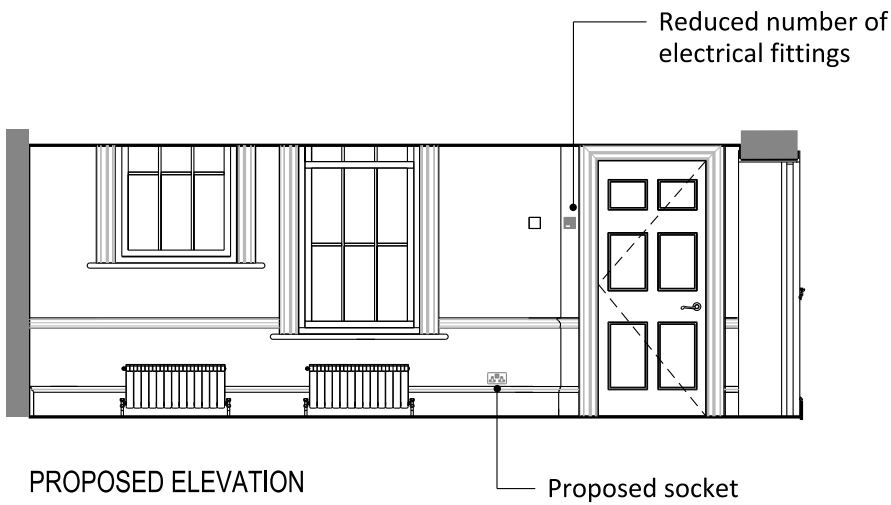 Reduced number of
electrical fittings
PROPOSED ELEVATION
Proposed socket